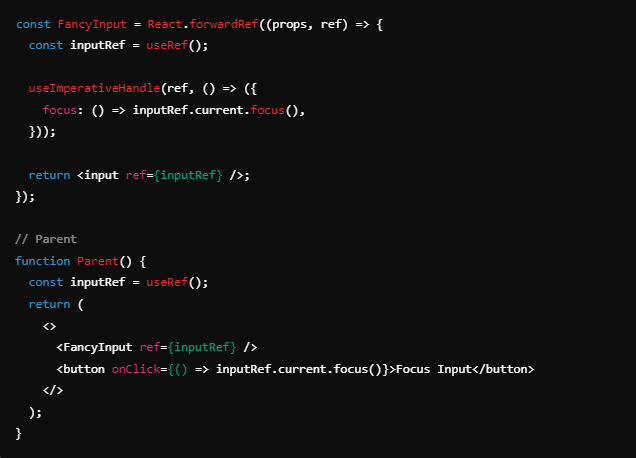 const FancyInput = React.forwardRef((props, ref) => {
  const inputRef = useRef();

  useImperativeHandle(ref, () => ({
    focus: () => inputRef.current.focus(),
  }));

  return <input ref={inputRef} />;
});

// Parent
function Parent() {
  const inputRef = useRef();
  return (
    <>
      <FancyInput ref={inputRef} />
      <button onClick={() => inputRef.current.focus()}>Focus Input</button>
    </>
  );
}